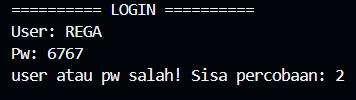 ========== LOGIN ==========
User: REGA
Pw: 6767
user atau pw salah! Sisa percobaan: 2